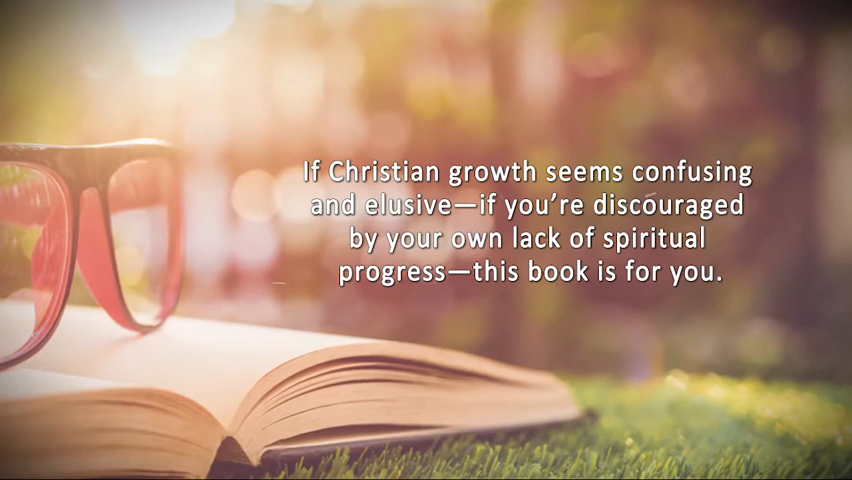 If Christian growth seems confusing
and elusive—if you’re discouraged
by your own lack of spiritual
progress—this book is for you.